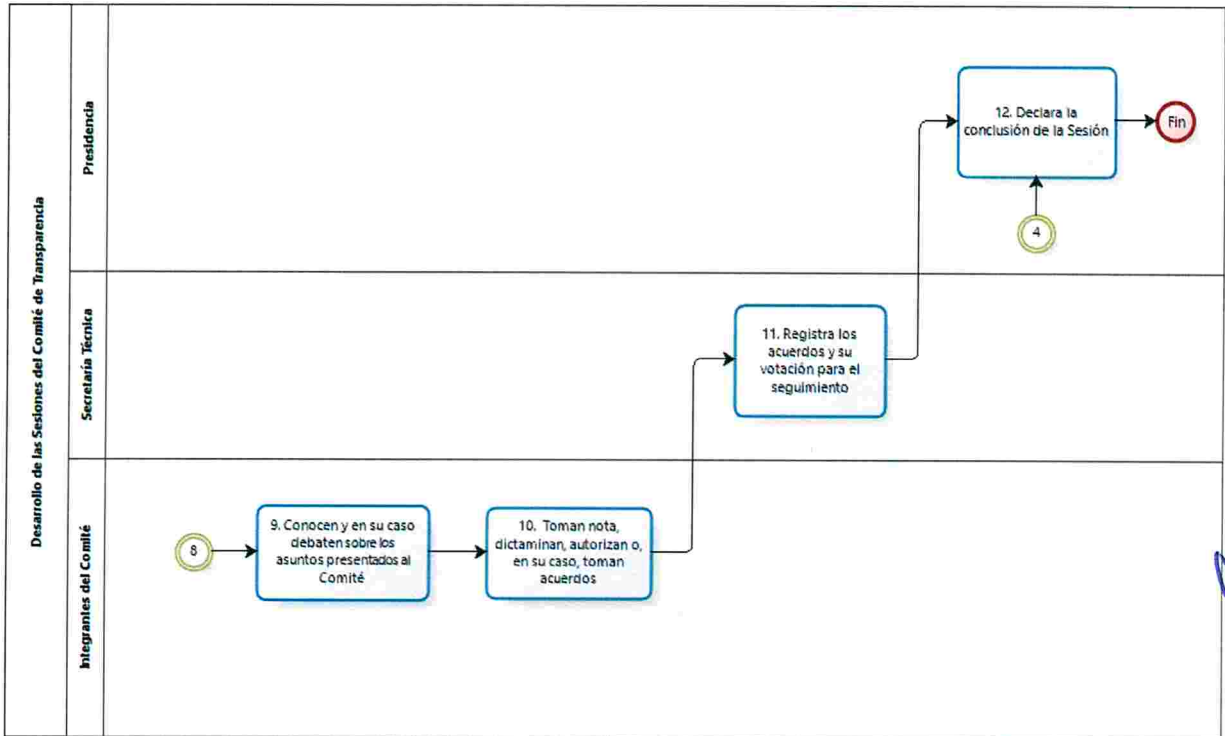 Desarrollo de las Sesiones del Comité de Transparencia
Presidencia
12. Declara la
conclusión de la Sesión
Fin
4
Secretaría Técnica
11. Registra los
acuerdos y su
votación para el
seguimiento
Integrantes del Comité
8
9. Conocen y en su caso
debaten sobre los
asuntos presentados al
Comité
10. Toman nota,
dictaminan, autorizan o,
en su caso, toman
acuerdos